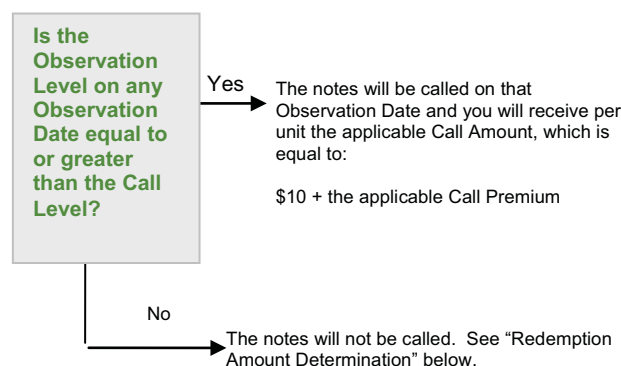 Is the
Observation
Level on any
Observation
Date equal to
or greater
than the Call
Level?
Yes
The notes will be called on that
Observation Date and you will receive per
unit the applicable Call Amount, which is
equal to:
$10 + the applicable Call Premium
No
The notes will not be called. See “Redemption
Amount Determination” below.